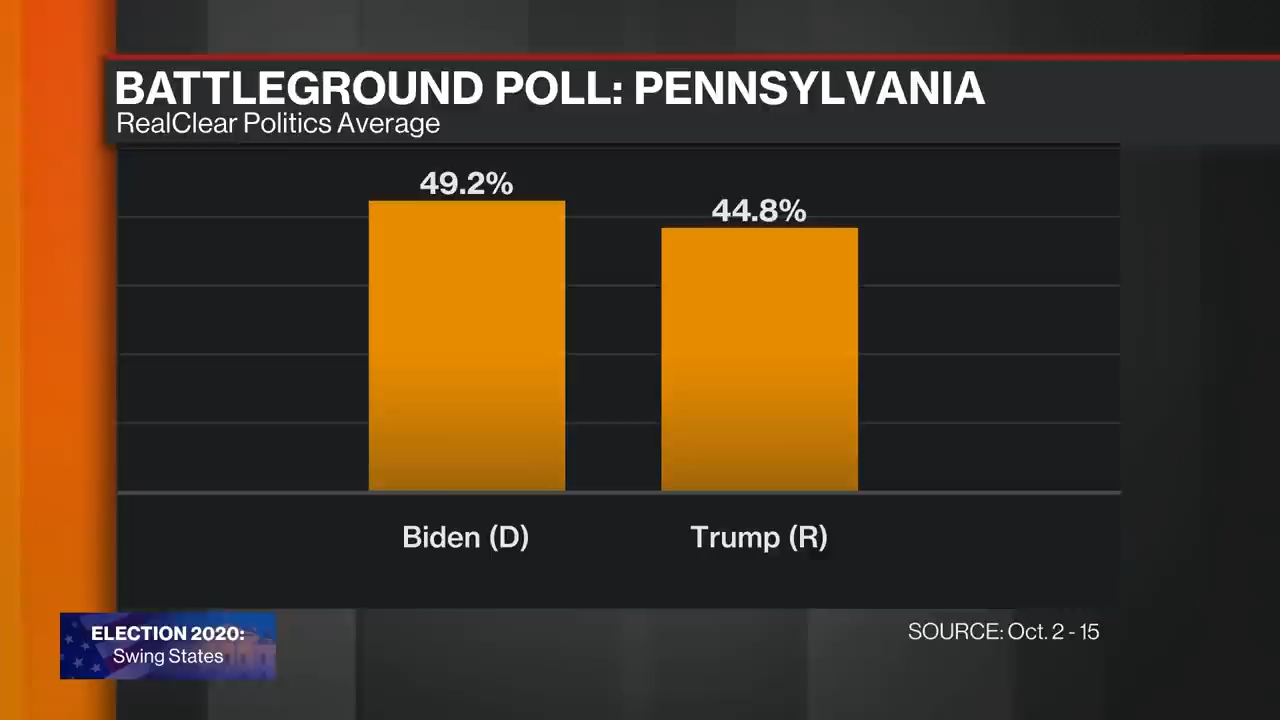 BATTLEGROUND POLL: PENNSYLVANIA
RealClear Politics Average
49.2%
44.8%
Biden (D)
Trump (R)
ELECTION 2020:
Swing States
SOURCE: Oct. 2 - 15